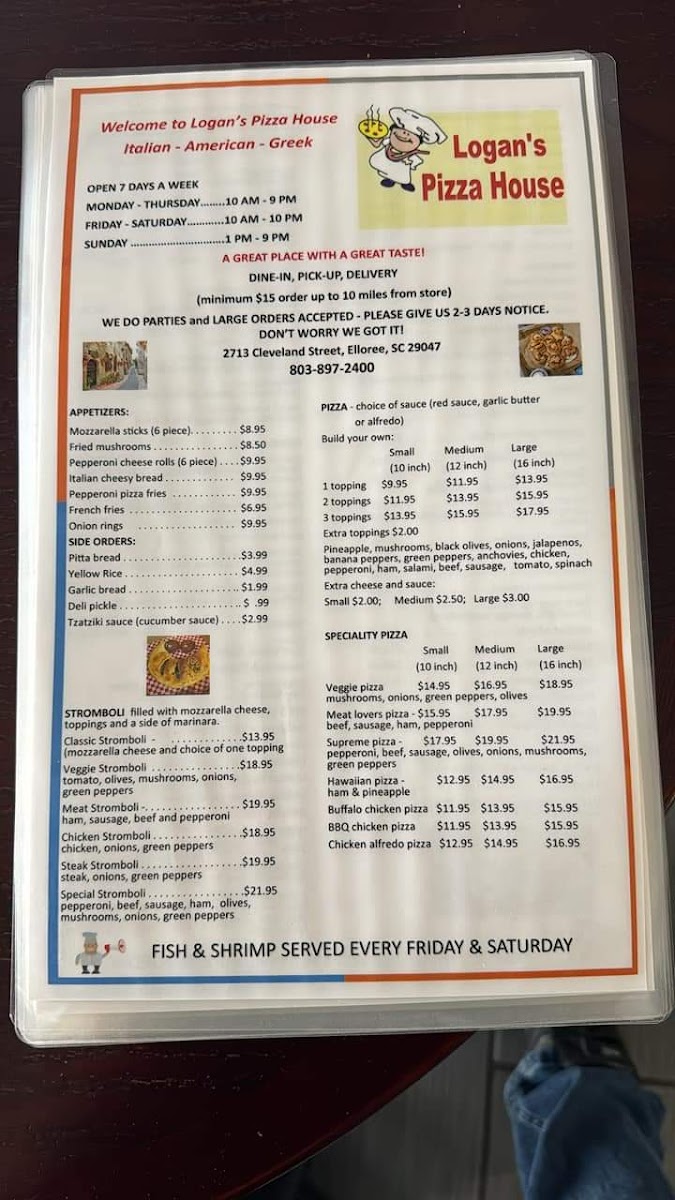 Welcome to Logan's Pizza House
Italian - American - Greek
Logan's
Pizza House
OPEN 7 DAYS A WEEK
MONDAY - THURSDAY........10 AM - 9 PM
FRIDAY - SATURDAY............10 AM - 10 PM
SUNDAY ...............................1 PM - 9 PM
A GREAT PLACE WITH A GREAT TASTE!
DINE-IN, PICK-UP, DELIVERY
(minimum $15 order up to 10 miles from store)
WE DO PARTIES and LARGE ORDERS ACCEPTED - PLEASE GIVE US 2-3 DAYS NOTICE.
DON'T WORRY WE GOT IT!
2713 Cleveland Street, Elloree, SC 29047
803-897-2400
APPETIZERS:
Mozzarella sticks (6 piece). . . . . . . . . $8.95
Fried mushrooms . . . . . . . . . . . . . . . . $8.50
Pepperoni cheese rolls (6 piece) . . . . $9.95
Italian cheesy bread . . . . . . . . . . . . . $9.95
Pepperoni pizza fries . . . . . . . . . . . . $9.95
French fries . . . . . . . . . . . . . . . . . . . . $6.95
Onion rings . . . . . . . . . . . . . . . . . . $9.95
SIDE ORDERS:
Pitta bread . . . . . . . . . . . . . . . . . . . . . .$3.99
Yellow Rice . . . . . . . . . . . . . . . . . . . . . $4.99
Garlic bread . . . . . . . . . . . . . . . . . . . . . $1.99
Deli pickle . . . . . . . . . . . . . . . . . . . . . . $ .99
Tzatziki sauce (cucumber sauce) . . . .$2.99
STROMBOLI filled with mozzarella cheese,
toppings and a side of marinara.
Classic Stromboli - . . . . . . . . . . . . .$13.95
(mozzarella cheese and choice of one topping
Veggie Stromboli . . . . . . . . . . . . . . . .$18.95
tomato, olives, mushrooms, onions,
green peppers
Meat Stromboli -. . . . . . . . . . . . . . . . . $19.95
ham, sausage, beef and pepperoni
Chicken Stromboli . . . . . . . . . . . . . . . .$18.95
chicken, onions, green peppers
Steak Stromboli . . . . . . . . . . . . . . . . . .$19.95
steak, onions, green peppers
Special Stromboli . . . . . . . . . . . . . . . . .$21.95
pepperoni, beef, sausage, ham, olives,
mushrooms, onions, green peppers
PIZZA - choice of sauce (red sauce, garlic butter
or alfredo)
Build your own:
Small Medium Large
(10 inch) (12 inch) (16 inch)
1 topping $9.95 $11.95 $13.95
2 toppings $11.95 $13.95 $15.95
3 toppings $13.95 $15.95 $17.95
Extra toppings $2.00
Pineapple, mushrooms, black olives, onions, jalapenos,
banana peppers, green peppers, anchovies, chicken,
pepperoni, ham, salami, beef, sausage, tomato, spinach
Extra cheese and sauce:
Small $2.00; Medium $2.50; Large $3.00
SPECIALITY PIZZA
Small Medium Large
(10 inch) (12 inch) (16 inch)
Veggie pizza $14.95 $16.95 $18.95
mushrooms, onions, green peppers, olives
Meat lovers pizza - $15.95 $17.95 $19.95
beef, sausage, ham, pepperoni
Supreme pizza - $17.95 $19.95 $21.95
pepperoni, beef, sausage, olives, onions, mushrooms,
green peppers
Hawaiian pizza - $12.95 $14.95 $16.95
ham & pineapple
Buffalo chicken pizza $11.95 $13.95 $15.95
BBQ chicken pizza $11.95 $13.95 $15.95
Chicken alfredo pizza $12.95 $14.95 $16.95
FISH & SHRIMP SERVED EVERY FRIDAY & SATURDAY